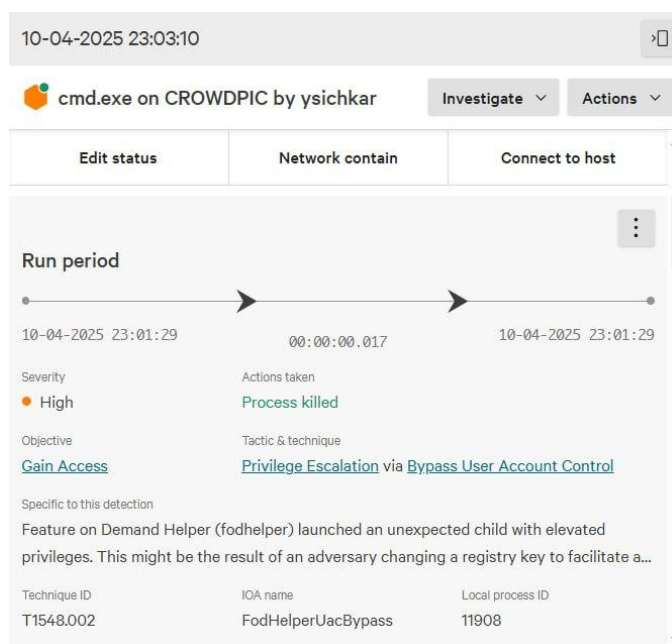 10-04-2025 23:03:10
cmd.exe on CROWDPIC by ysichkar
Investigate
Actions
Edit status
Network contain
Connect to host
Run period
10-04-2025 23:01:29
00:00:00.017
10-04-2025 23:01:29
Severity
Actions taken
High
Process killed
Objective
Tactic & technique
Gain Access
Privilege Escalation via Bypass User Account Control
Specific to this detection
Feature on Demand Helper (fodhelper) launched an unexpected child with elevated
privileges. This might be the result of an adversary changing a registry key to facilitate a...
Technique ID
IOA name
Local process ID
T1548.002
FodHelperUacBypass
11908